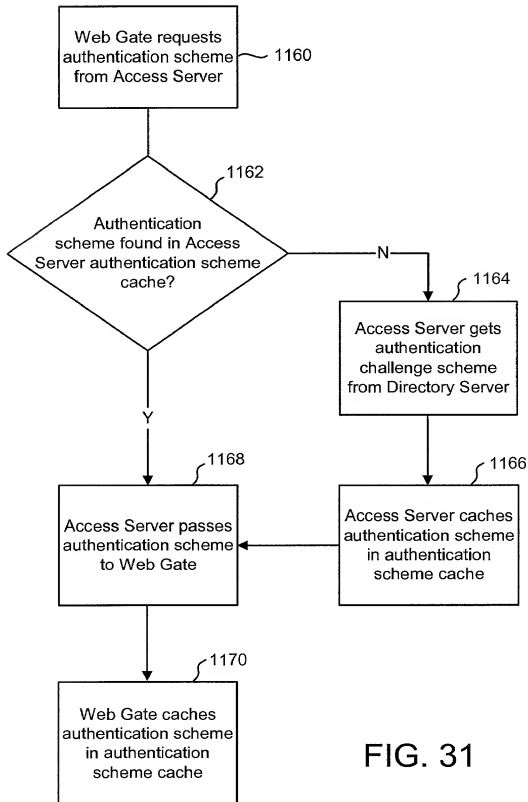 Web Gate requests
authentication scheme
from Access Server
1160
1162
Authentication
scheme found in Access
Server authentication scheme
cache?
N
1164
Access Server gets
authentication
challenge scheme
from Directory Server
Y
1168
1166
Access Server passes
authentication scheme
to Web Gate
Access Server caches
authentication scheme
in authentication
scheme cache
1170
Web Gate caches
authentication scheme
in authentication
scheme cache
FIG. 31